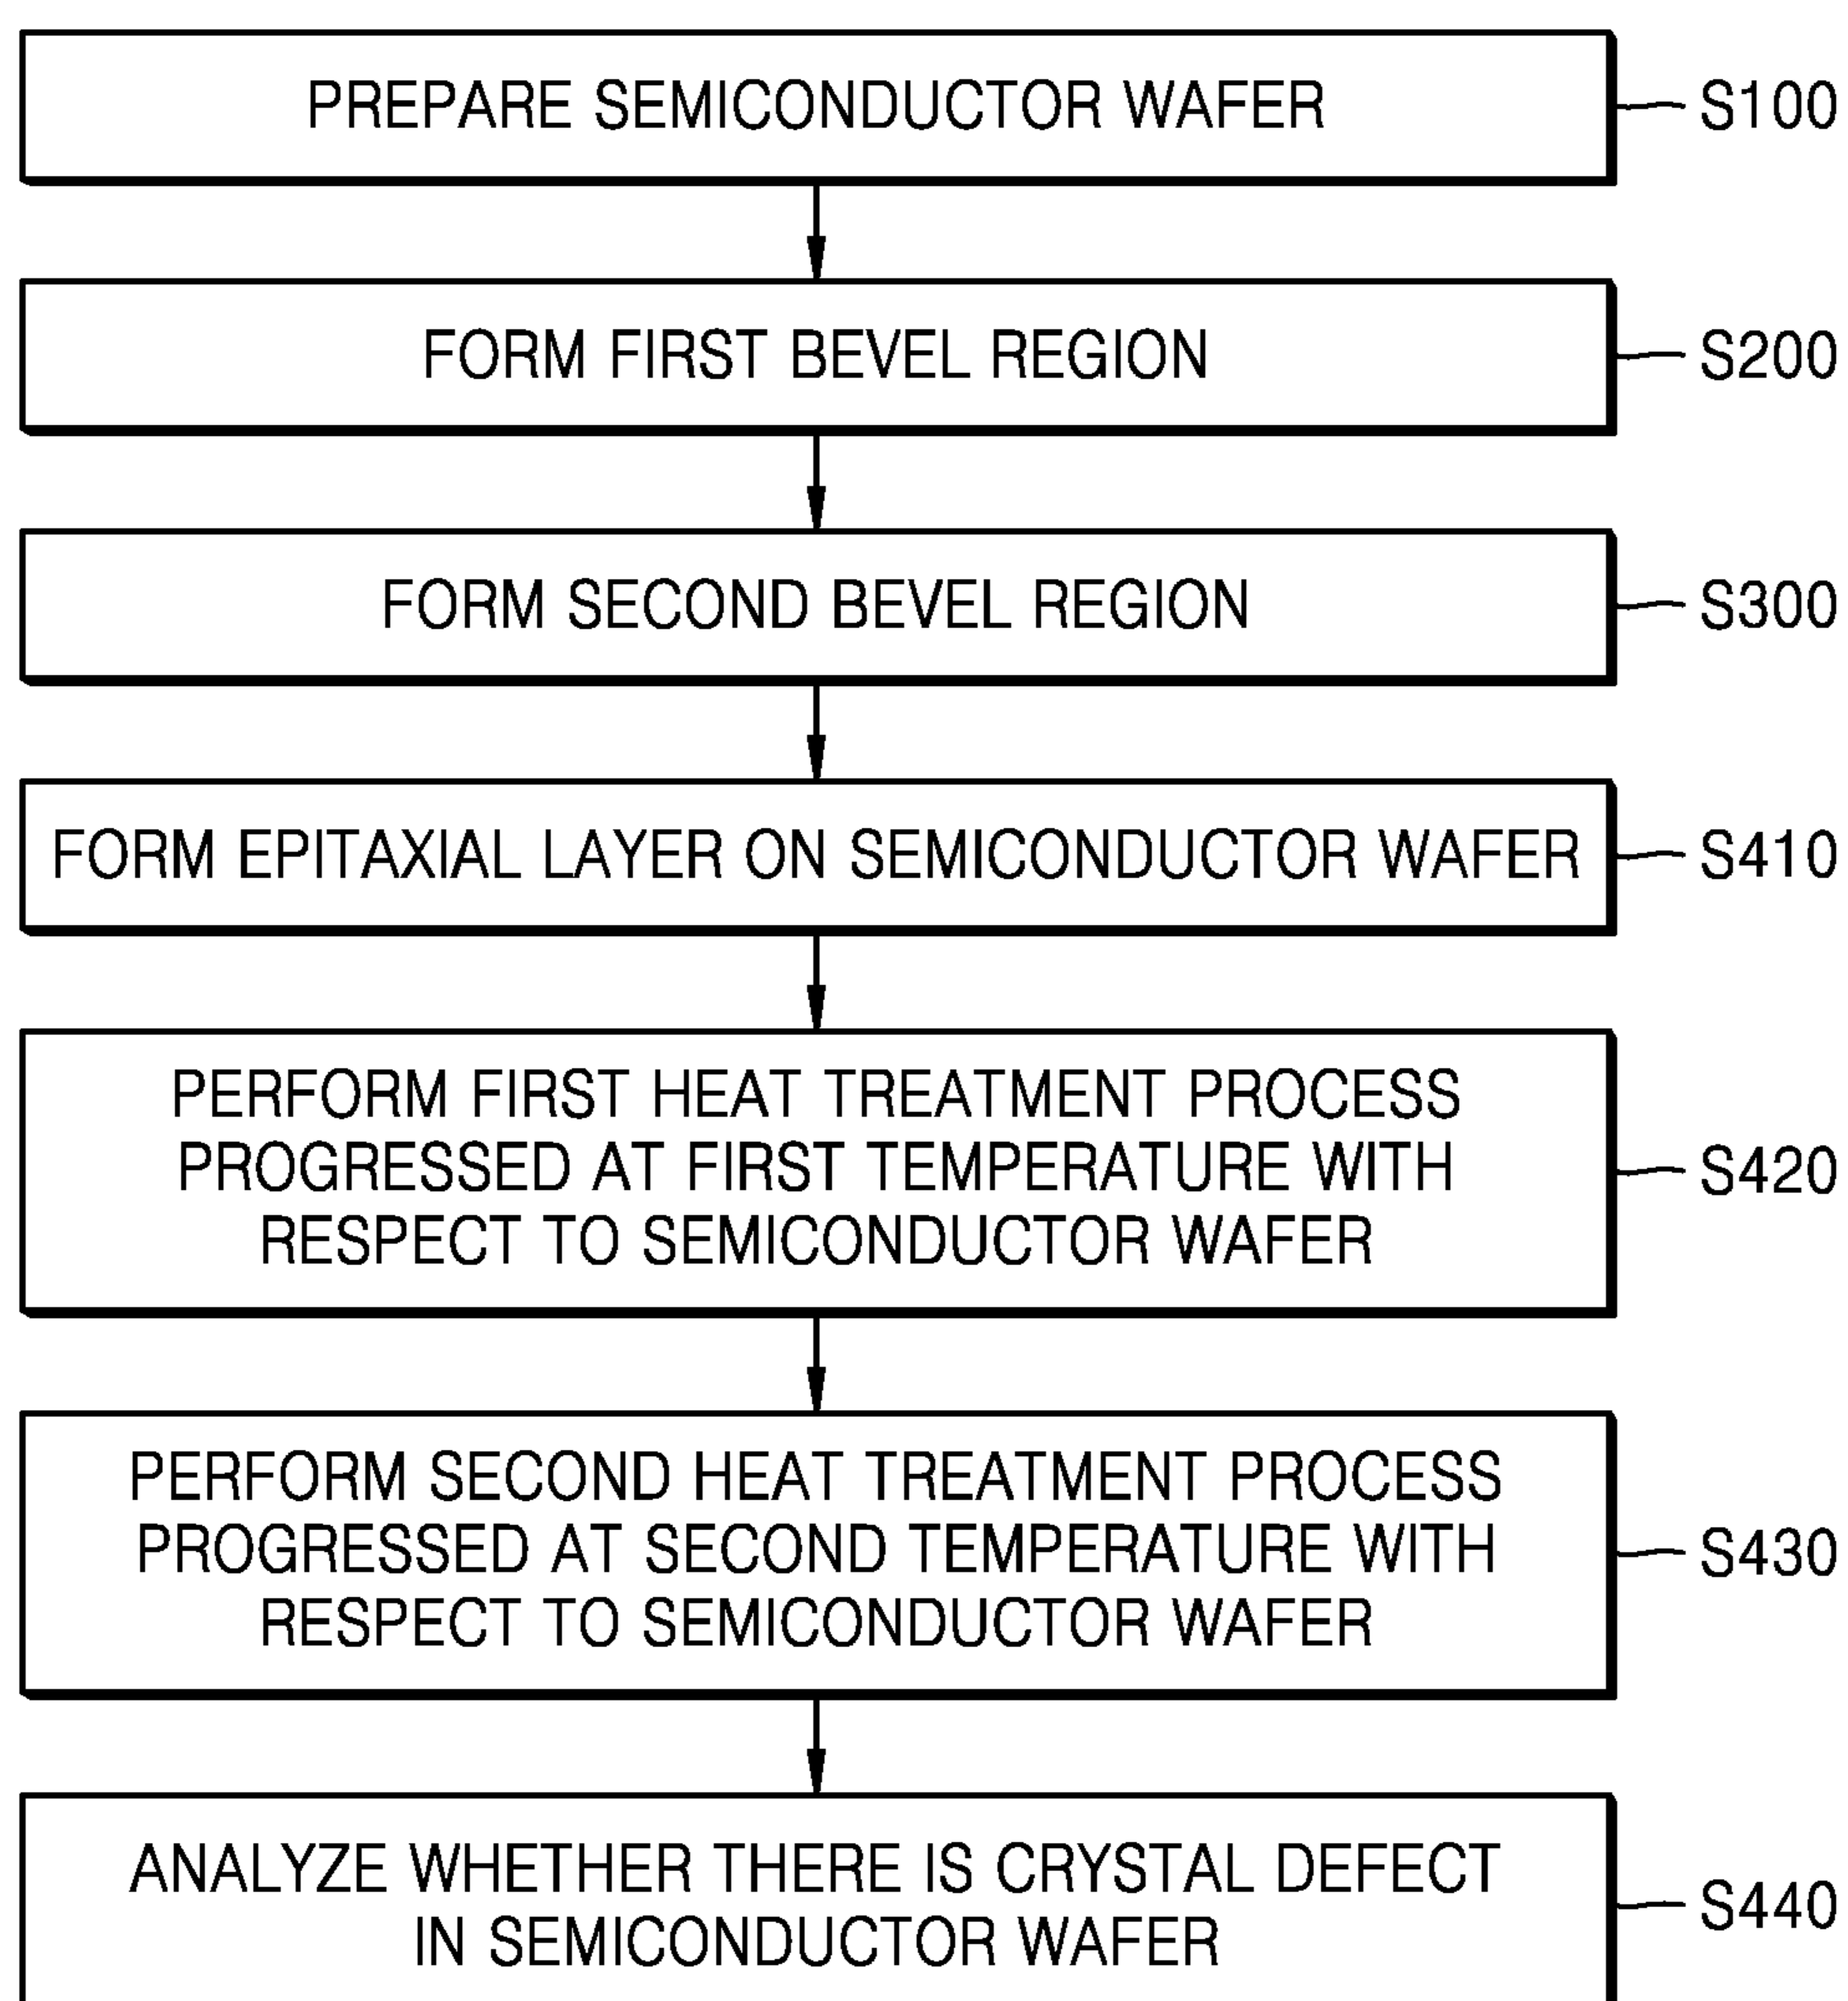 PREPARE SEMICONDUCTOR WAFER
S100
FORM FIRST BEVEL REGION
S200
FORM SECOND BEVEL REGION
S300
FORM EPITAXIAL LAYER ON SEMICONDUCTOR WAFER
S410
PERFORM FIRST HEAT TREATMENT PROCESS
PROGRESSED AT FIRST TEMPERATURE WITH
RESPECT TO SEMICONDUCTOR WAFER
S420
PERFORM SECOND HEAT TREATMENT PROCESS
PROGRESSED AT SECOND TEMPERATURE WITH
RESPECT TO SEMICONDUCTOR WAFER
S430
ANALYZE WHETHER THERE IS CRYSTAL DEFECT
IN SEMICONDUCTOR WAFER
S440